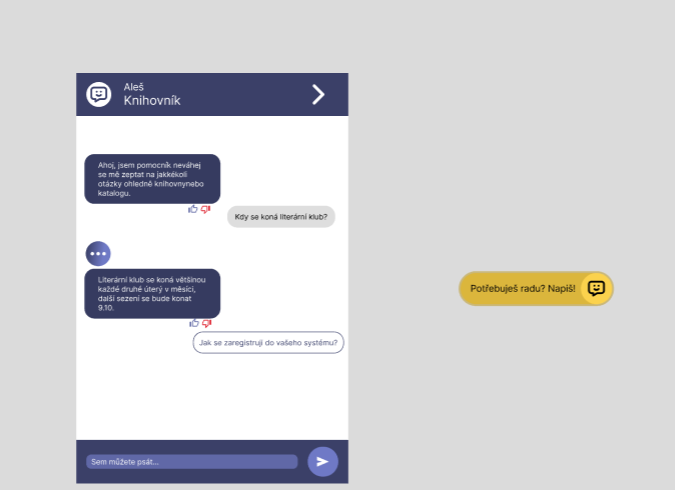 Aleš
Knihovník
Ahoj, jsem pomocník neváhej
se mě zeptat na jakkékoli
otázky ohledně knihovnynebo
katalogu.
Kdy se koná literární klub?
Literární klub se koná většinou
každé druhé úterý v měsíci,
další sezení se bude konat
9.10.
Jak se zaregistruji do vašeho systému?
Sem můžete psát...
Potřebuješ radu? Napiš!